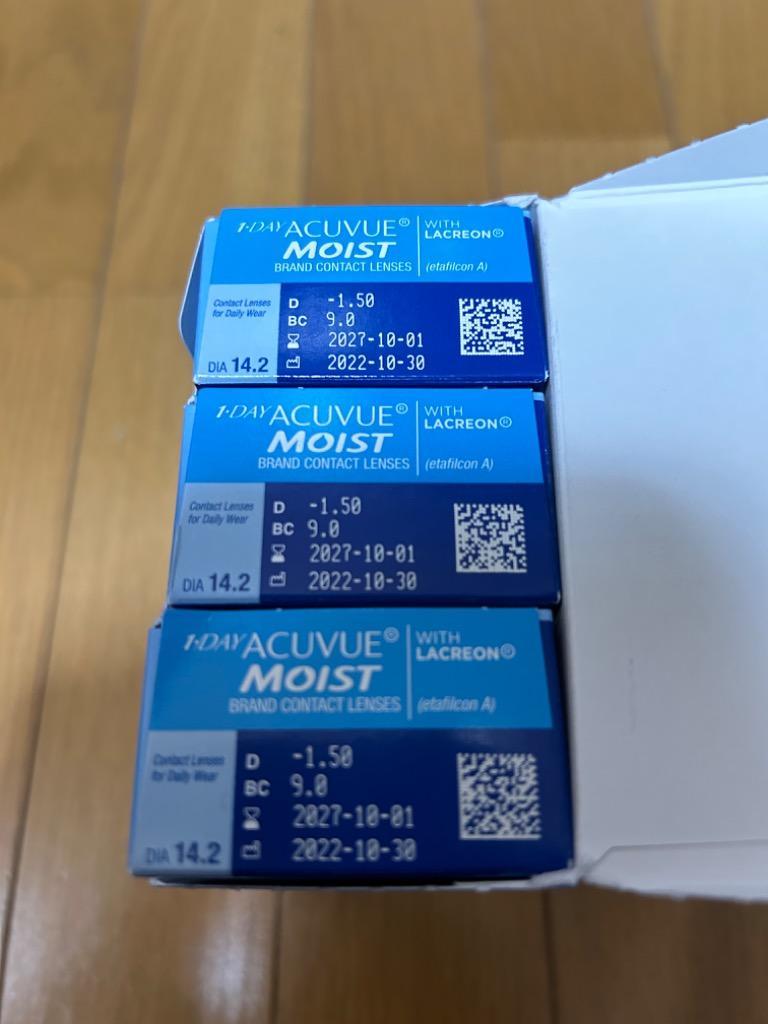 1·DAY ACUVUE® MOIST
BRAND CONTACT LENSES
WITH
LACREON®
(etafilcon A)
Contact Lenses
for Daily Wear
DIA 14.2
D -1.50
BC 9.0
2027-10-01
2022-10-30
1·DAY ACUVUE® MOIST
BRAND CONTACT LENSES
WITH
LACREON®
(etafilcon A)
Contact Lenses
for Daily Wear
DIA 14.2
D -1.50
BC 9.0
2027-10-01
2022-10-30
1·DAY ACUVUE® MOIST
BRAND CONTACT LENSES
WITH
LACREON®
(etafilcon A)
Contact Lenses
for Daily Wear
DIA 14.2
D -1.50
BC 9.0
2027-10-01
2022-10-30